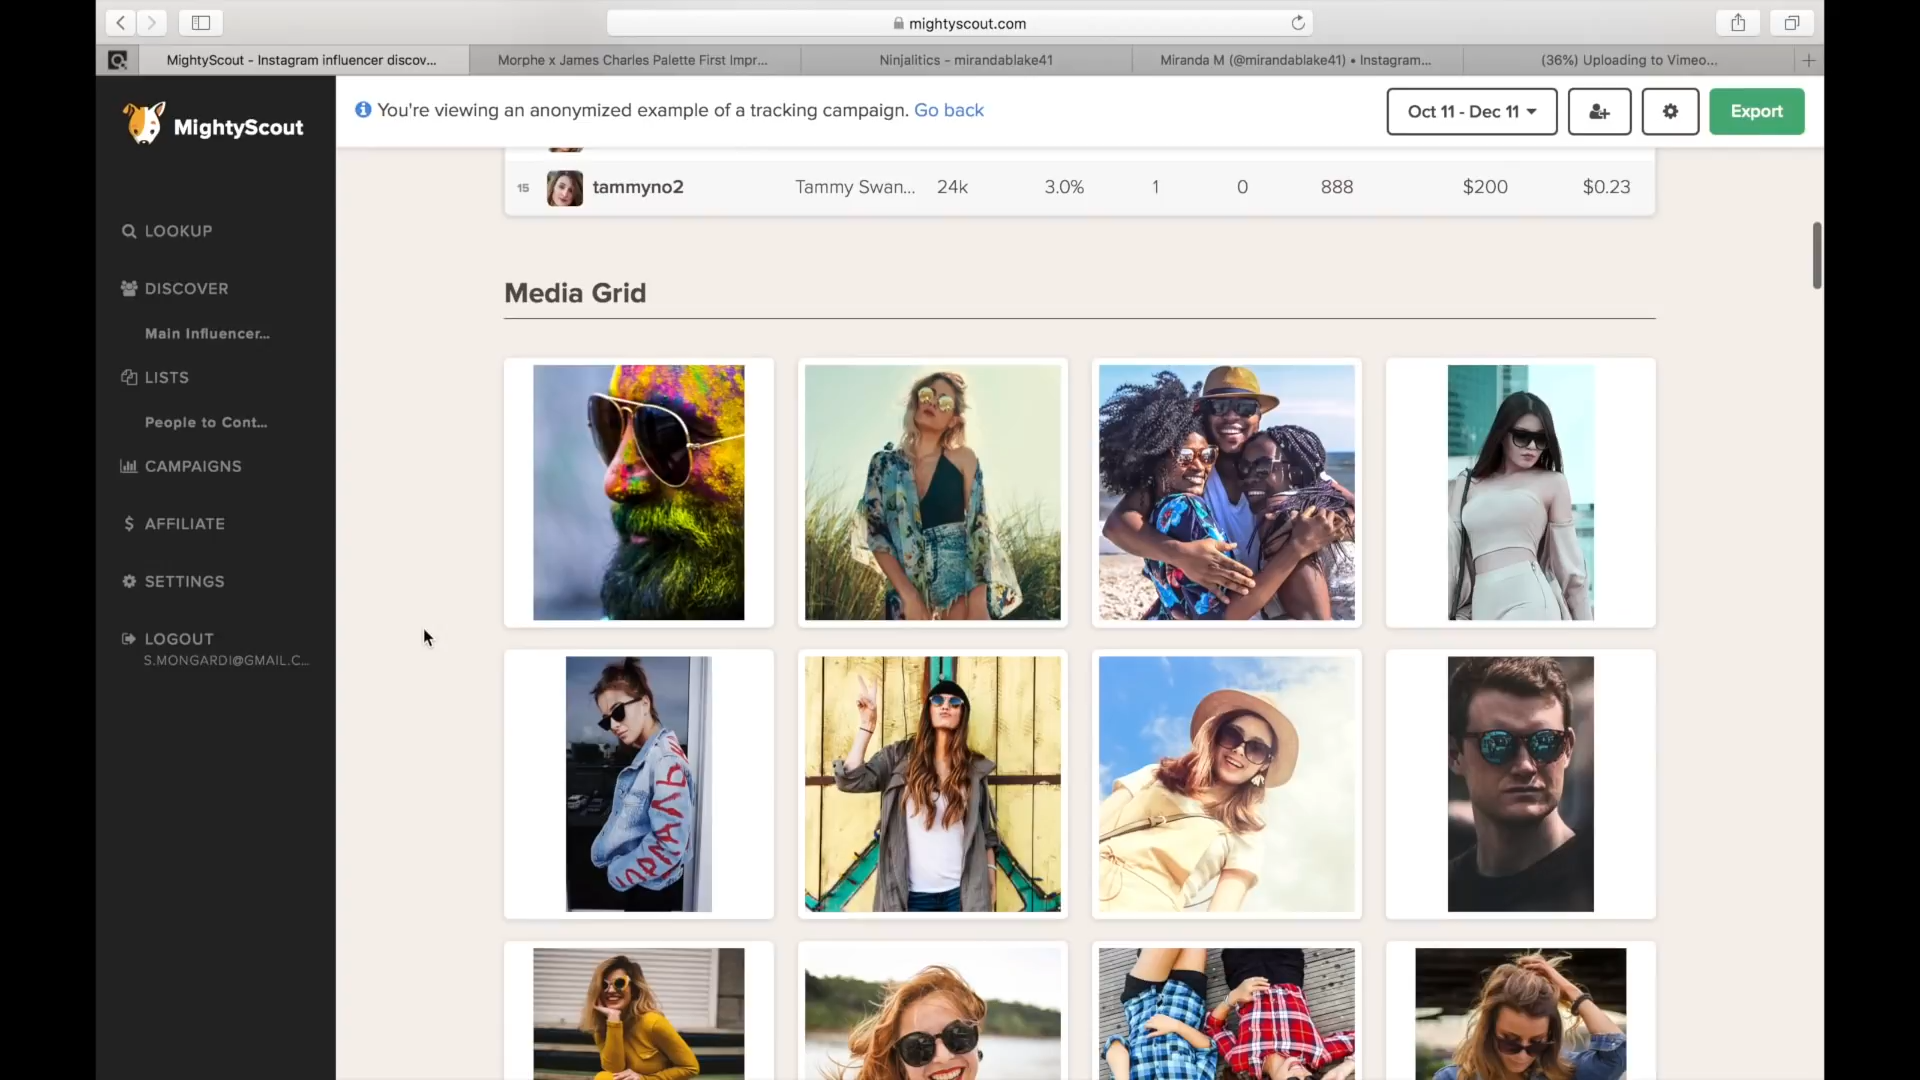 mightyscout.com
MightyScout - Instagram influencer discov...
Morphe x James Charles Palette First Impr...
Ninjalitics - mirandablake41
Miranda M (@mirandablake41) • Instagram...
(36%) Uploading to Vimeo...
MightyScout
You're viewing an anonymized example of a tracking campaign. Go back
Oct 11 - Dec 11
Export
15 tammyno2 Tammy Swan... 24k 3.0% 1 0 888 $200 $0.23
LOOKUP
DISCOVER
Main Influencer...
LISTS
People to Cont...
CAMPAIGNS
AFFILIATE
SETTINGS
LOGOUT
S.MONGARDI@GMAIL.C...
Media Grid